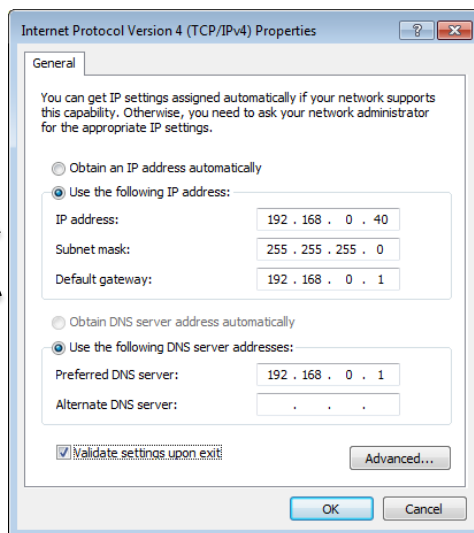 Internet Protocol Version 4 (TCP/IPv4) Properties
General
You can get IP settings assigned automatically if your network supports
this capability. Otherwise, you need to ask your network administrator
for the appropriate IP settings.
Obtain an IP address automatically
Use the following IP address:
IP address: 192 . 168 . 0 . 40
Subnet mask: 255 . 255 . 255 . 0
Default gateway: 192 . 168 . 0 . 1
Obtain DNS server address automatically
Use the following DNS server addresses:
Preferred DNS server: 192 . 168 . 0 . 1
Alternate DNS server: . . .
Validate settings upon exit
Advanced...
OK Cancel